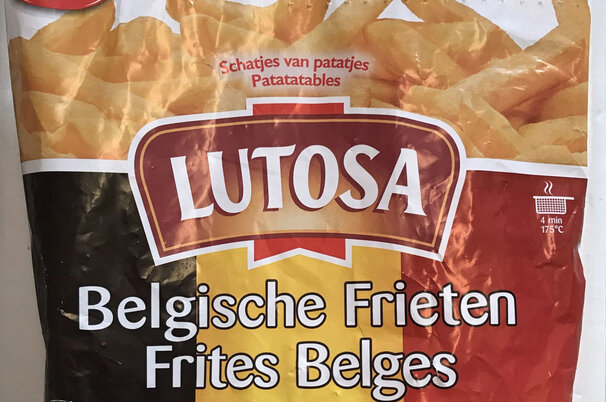 Schatjes van patatjes
Patatatables
LUTOSA
4 min
175°C
Belgische Frieten
Frites Belges